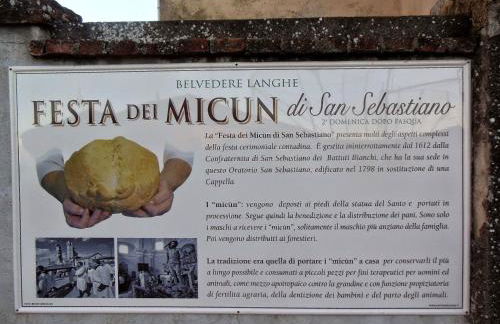 BELVEDERE LANGHE
FESTA DEI MICUN di San Sebastiano
2ª DOMENICA DOPO PASQUA
La "Festa dei Micun di San Sebastiano" presenta molti degli aspetti complessi
della festa cerimoniale contadina. È gestita ininterrottamente dal 1612 dalla
Confraternita di San Sebastiano dei Battuti Bianchi, che ha la sua sede in
questo Oratorio San Sebastiano, edificato nel 1798 in sostituzione di una
Cappella.
I "micun": vengono deposti ai piedi della statua del Santo e portati in
processione. Segue quindi la benedizione e la distribuzione dei pani. Sono solo
i maschi a ricevere i "micun", solitamente il maschio più anziano della famiglia.
Poi vengono distribuiti ai forestieri.
La tradizione era quella di portare i "micun" a casa per conservarli il più
a lungo possibile e consumati a piccoli pezzi per fini terapeutici per uomini ed
animali, come mezzo apotropaico contro la grandine e con funzione propiziatoria
di fertilità agraria, della dentizione dei bambini e del parto degli animali.